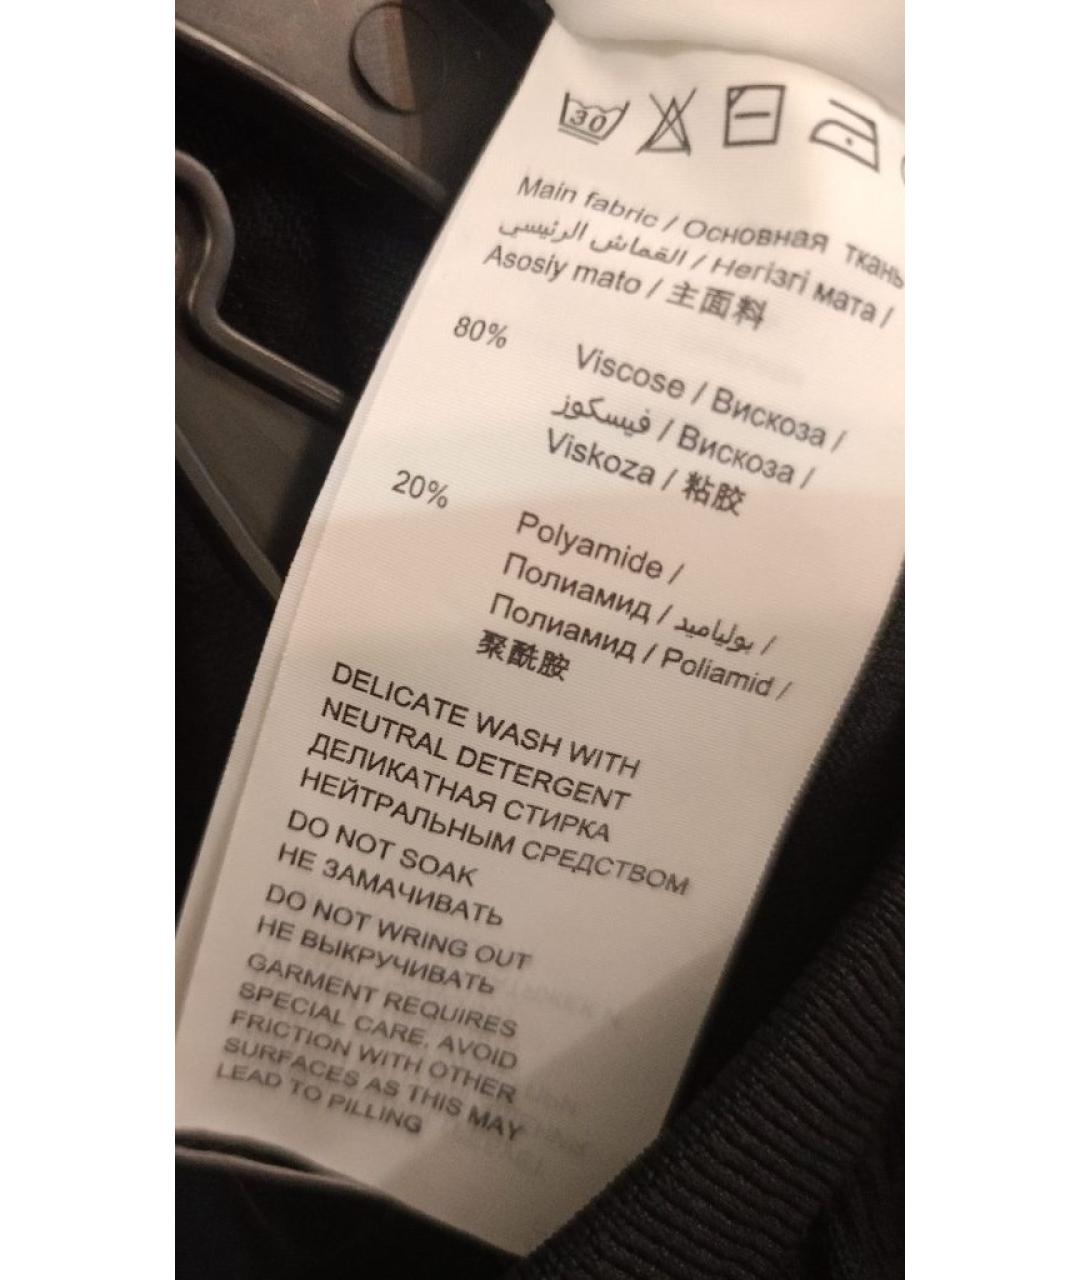 30
Main fabric / Основная ткань
القماش الرئيسي / Негізгі мата /
Asosiy mato / 主面料
80% Viscose / Вискоза /
فيسكوز / Вискоза /
Viskoza / 粘胶
20% Polyamide /
Полиамид / بولياميد /
Полиамид / Poliamid /
聚酰胺
DELICATE WASH WITH
NEUTRAL DETERGENT
ДЕЛИКАТНАЯ СТИРКА
НЕЙТРАЛЬНЫМ СРЕДСТВОМ
DO NOT SOAK
НЕ ЗАМАЧИВАТЬ
DO NOT WRING OUT
НЕ ВЫКРУЧИВАТЬ
GARMENT REQUIRES
SPECIAL CARE, AVOID
FRICTION WITH OTHER
SURFACES AS THIS MAY
LEAD TO PILLING